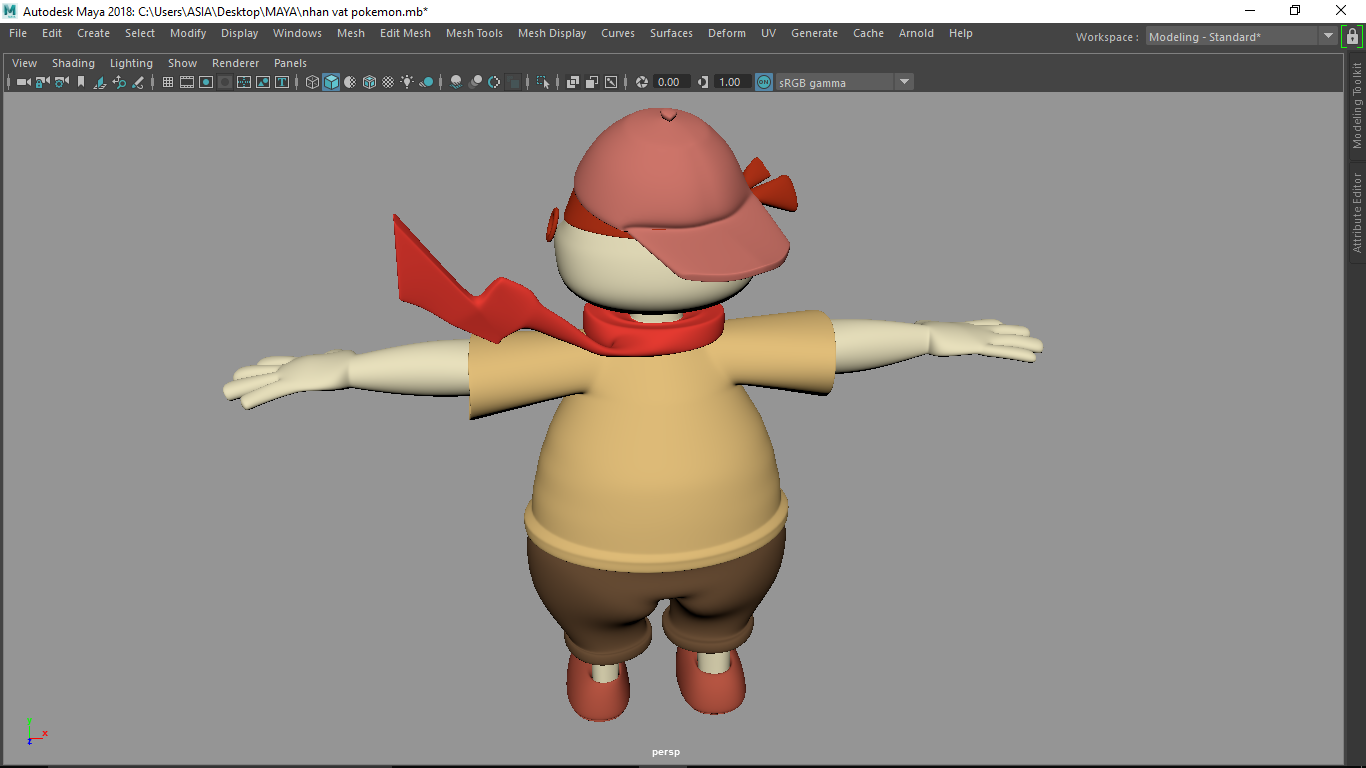 Autodesk Maya 2018: C:\Users\ASIA\Desktop\MAYA\nhan vat pokemon.mb*
File Edit Create Select Modify Display Windows Mesh Edit Mesh Mesh Tools Mesh Display Curves Surfaces Deform UV Generate Cache Arnold Help
Workspace : Modeling - Standard*
View Shading Lighting Show Renderer Panels
0.00 1.00 ON sRGB gamma
Modeling Toolkit
Attribute Editor
y
x
z
persp